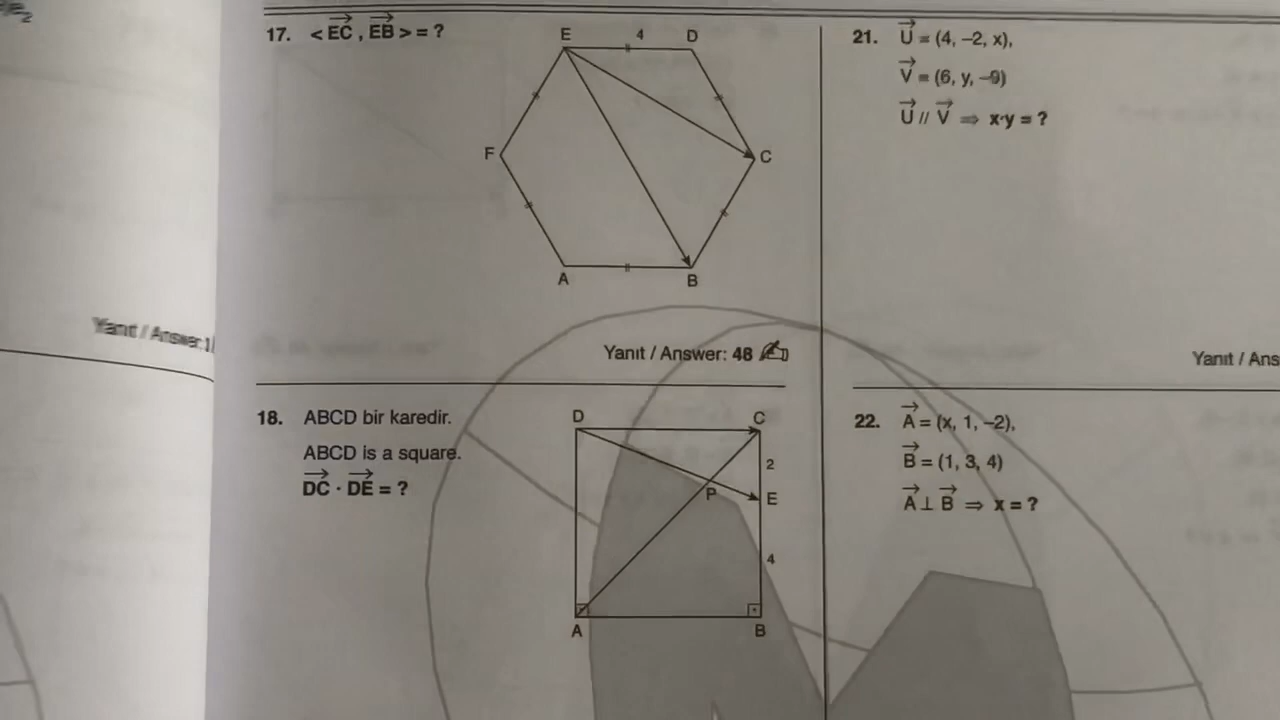 17. < EC , EB > = ?
E 4 D
F C
A B
Yanıt / Answer: 48
18. ABCD bir karedir.
ABCD is a square.
DC · DE = ?
D C
2
P E
4
A B
21. U = (4, –2, x),
V = (6, y, –9)
U // V ⇒ x·y = ?
Yanıt / Ans
22. A = (x, 1, –2),
B = (1, 3, 4)
A ⊥ B ⇒ x = ?
Yanıt / Answer: